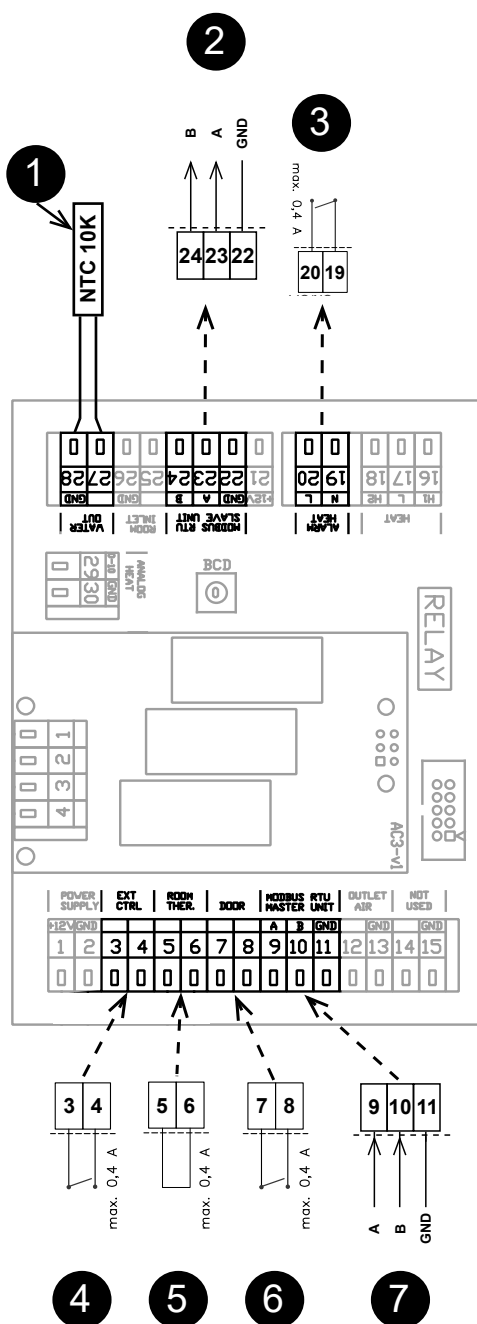 2
3
1
B
A
GND
max. 0,4 A
NTC 10K
24 23 22
20 19
28 27 26 25 24 23 22 21
20 19 18 17 16
GND
GND
B
A
GND
+12V
L
N
H2
L
H1
WATER
OUT
ROOM
INLET
MODBUS RTU
SLAVE UNIT
ALARM
HEAT
HEAT
29 0-10
30 GND
ANALOG
HEAT
BCD
0
RELAY
1
2
3
4
AC3-v1
POWER
SUPPLY
EXT
CTRL
ROOM
THER.
DOOR
MODBUS RTU
MASTER UNIT
OUTLET
AIR
NOT
USED
+12V GND
A B GND
GND
GND
1 2 3 4 5 6 7 8 9 10 11 12 13 14 15
3 4
5 6
7 8
9 10 11
max. 0,4 A
max. 0,4 A
max. 0,4 A
A
B
GND
4
5
6
7